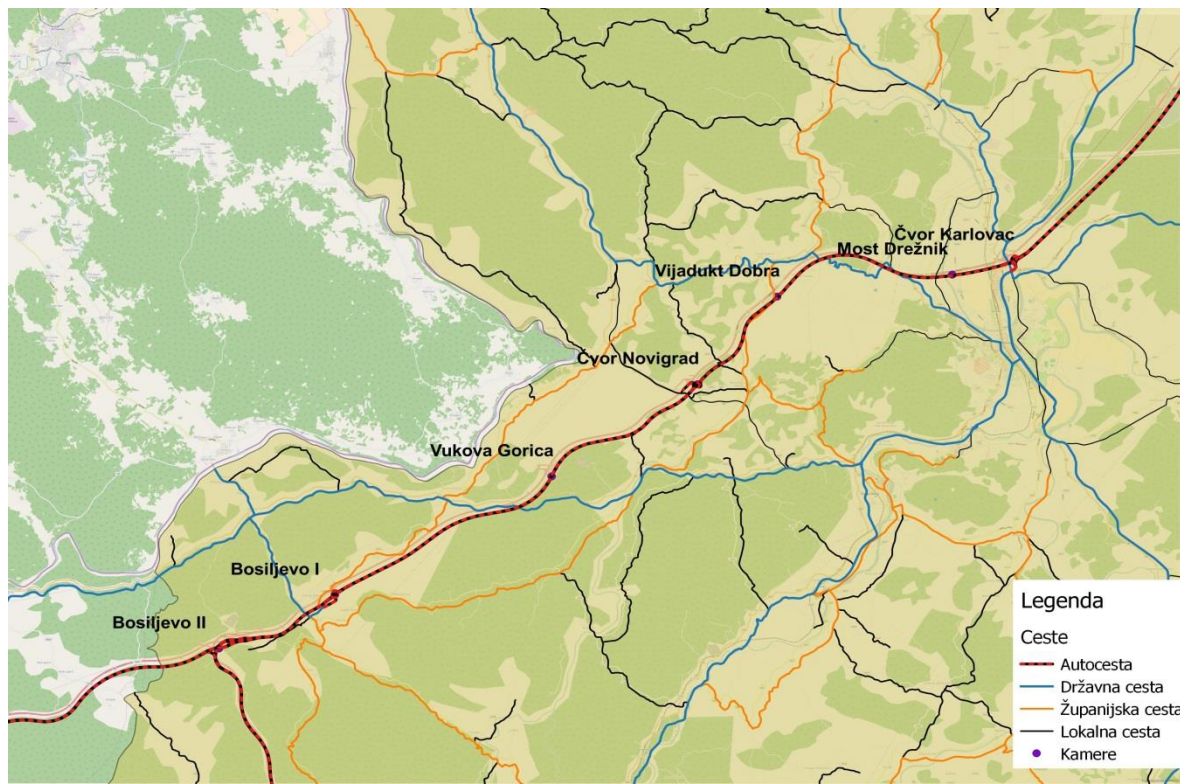 Čvor Karlovac
Most Drežnik
Vijadukt Dobra
Čvor Novigrad
Vukova Gorica
Bosiljevo I
Bosiljevo II
Legenda
Ceste
Autocesta
Državna cesta
Županijska cesta
Lokalna cesta
Kamere